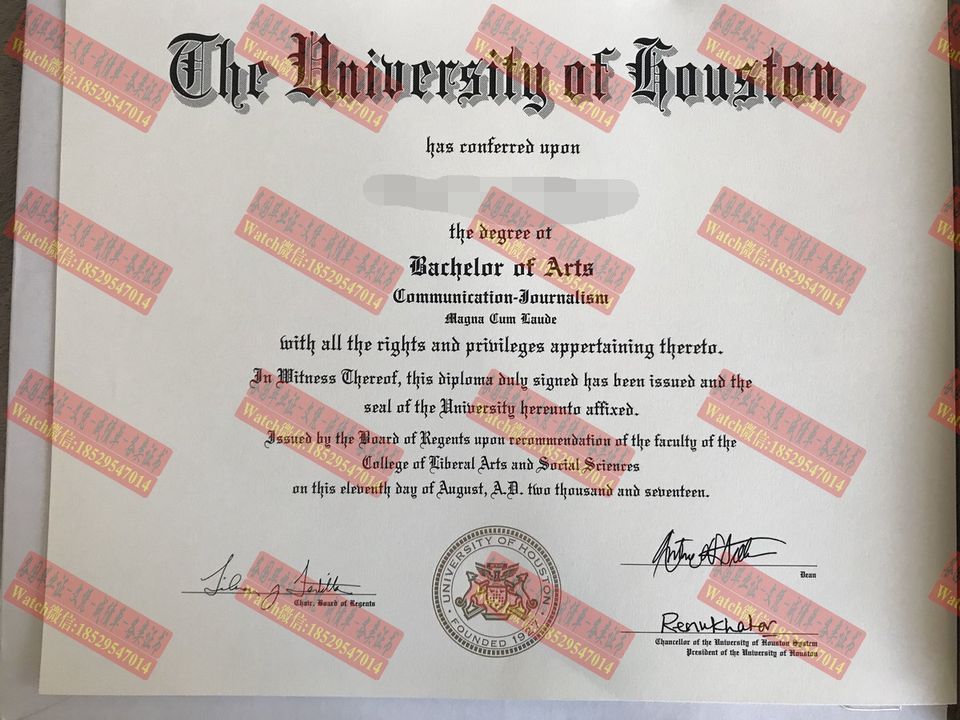 The University of Houston
has conferred upon
the degree of
Bachelor of Arts
Communication-Journalism
Magna Cum Laude
with all the rights and privileges appertaining thereto.
In Witness Thereof, this diploma duly signed has been issued and the
seal of the University hereunto affixed.
Issued by the Board of Regents upon recommendation of the faculty of the
College of Liberal Arts and Social Sciences
on this eleventh day of August, A.D. two thousand and seventeen.
UNIVERSITY OF HOUSTON
FOUNDED 1927
Dean
Chair, Board of Regents
Renu Khator
Chancellor of the University of Houston System
President of the University of Houston
Watch微信:18529547014